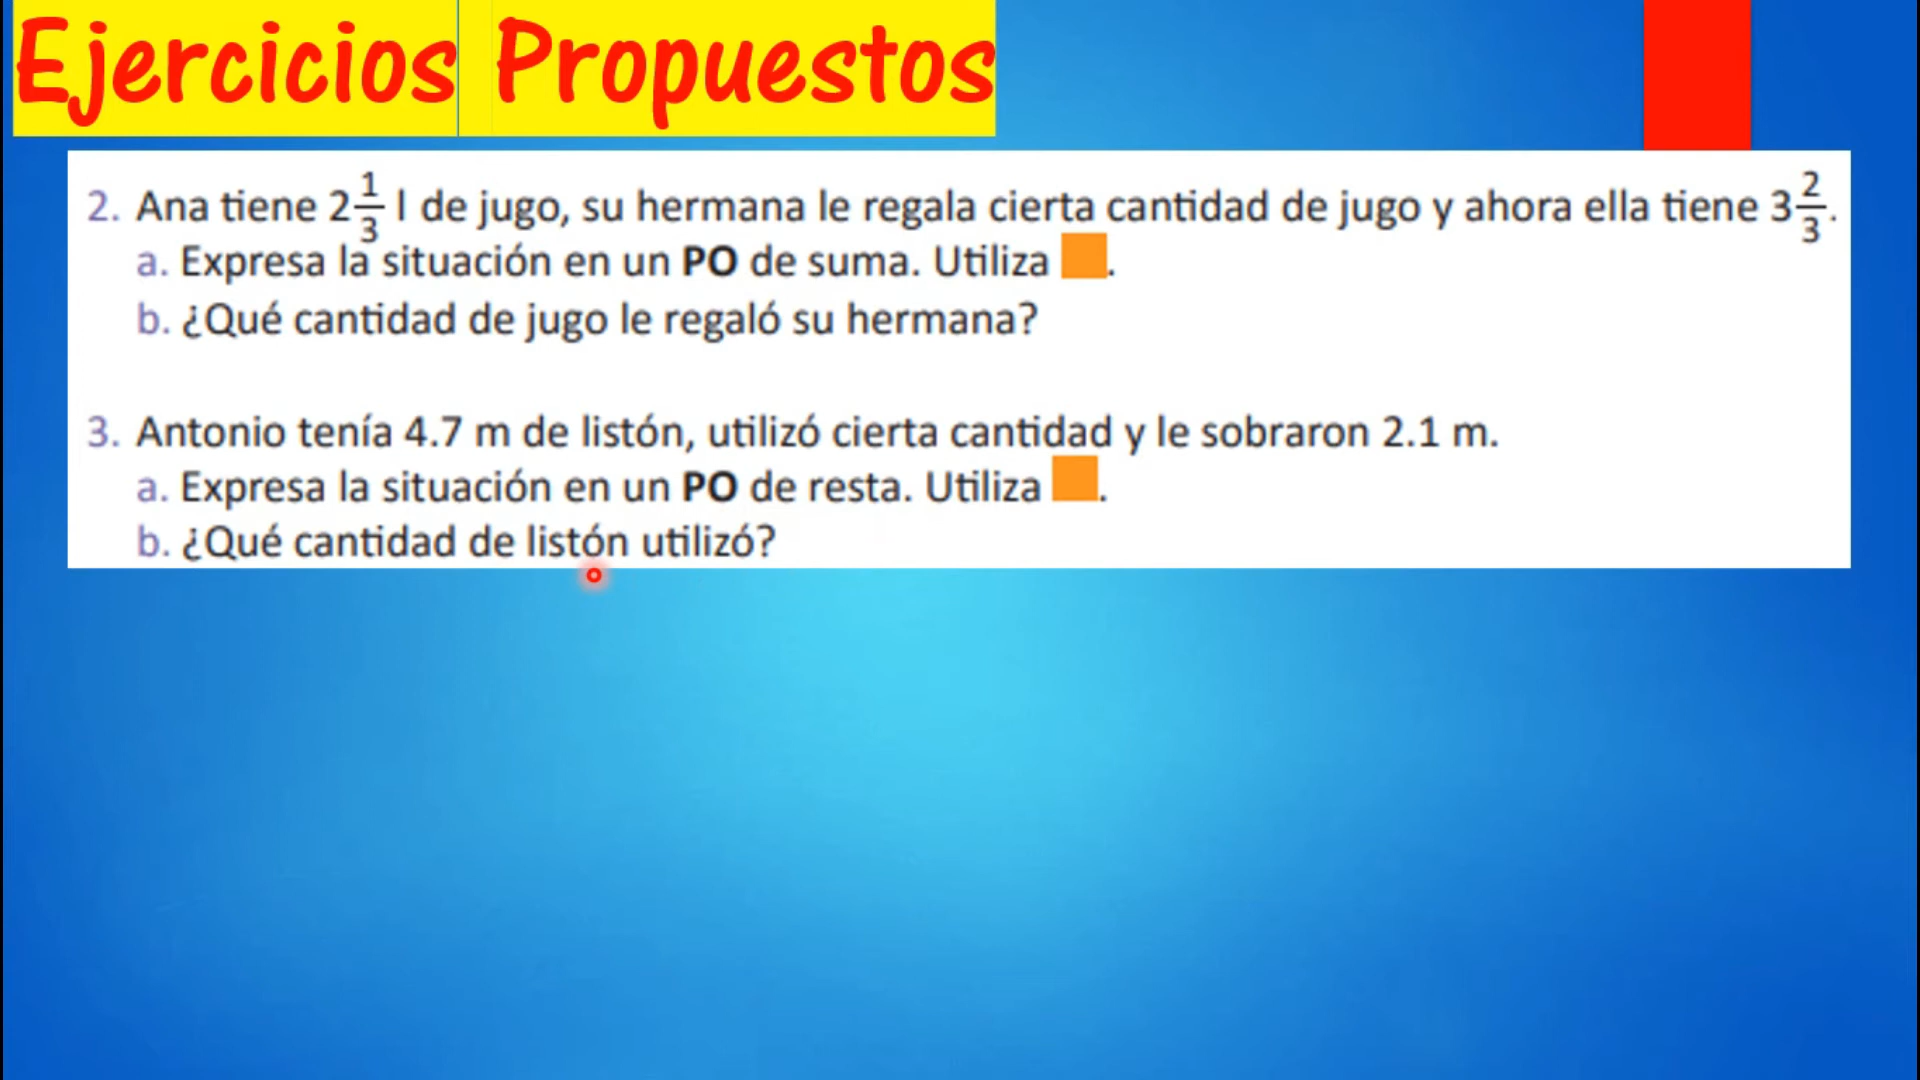 Ejercicios Propuestos
2. Ana tiene 2 1/3 l de jugo, su hermana le regala cierta cantidad de jugo y ahora ella tiene 3 2/3.
a. Expresa la situación en un PO de suma. Utiliza .
b. ¿Qué cantidad de jugo le regaló su hermana?
3. Antonio tenía 4.7 m de listón, utilizó cierta cantidad y le sobraron 2.1 m.
a. Expresa la situación en un PO de resta. Utiliza .
b. ¿Qué cantidad de listón utilizó?